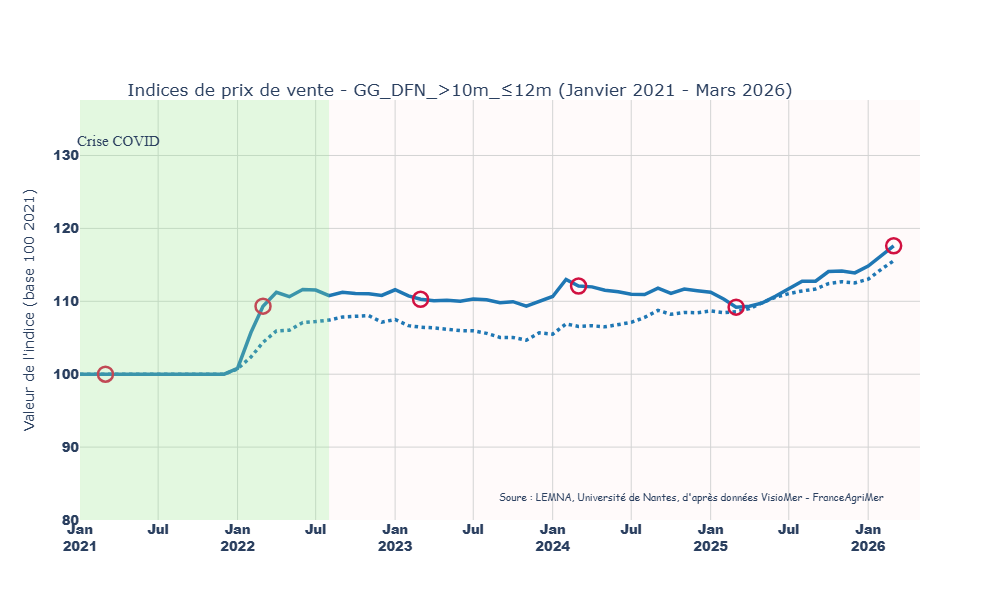 Indices de prix de vente - GG_DFN_>10m_≤12m (Janvier 2021 - Mars 2026)
Crise COVID
Valeur de l'indice (base 100 2021)
130
120
110
100
90
80
Soure : LEMNA, Université de Nantes, d'après données VisioMer - FranceAgriMer
Jan Jul Jan Jul Jan Jul Jan Jul Jan Jul Jan
2021 2022 2023 2024 2025 2026